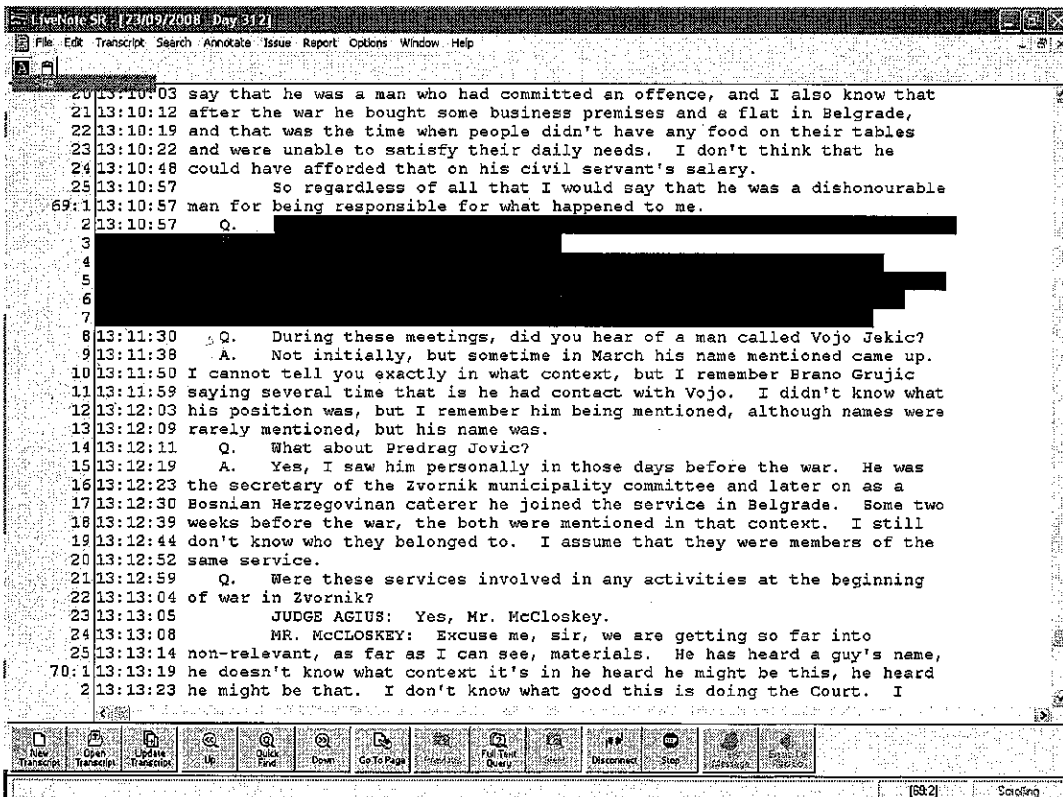 LiveNote SR - [23/09/2008 Day 312]
File Edit Transcript Search Annotate Issue Report Options Window Help
20 13:10:03 say that he was a man who had committed an offence, and I also know that
21 13:10:12 after the war he bought some business premises and a flat in Belgrade,
22 13:10:19 and that was the time when people didn't have any food on their tables
23 13:10:22 and were unable to satisfy their daily needs. I don't think that he
24 13:10:48 could have afforded that on his civil servant's salary.
25 13:10:57 So regardless of all that I would say that he was a dishonourable
69:1 13:10:57 man for being responsible for what happened to me.
2 13:10:57 Q.
3
4
5
6
7
8 13:11:30 Q. During these meetings, did you hear of a man called Vojo Jekic?
9 13:11:38 A. Not initially, but sometime in March his name mentioned came up.
10 13:11:50 I cannot tell you exactly in what context, but I remember Brano Grujic
11 13:11:59 saying several time that is he had contact with Vojo. I didn't know what
12 13:12:03 his position was, but I remember him being mentioned, although names were
13 13:12:09 rarely mentioned, but his name was.
14 13:12:11 Q. What about Predrag Jovic?
15 13:12:19 A. Yes, I saw him personally in those days before the war. He was
16 13:12:23 the secretary of the Zvornik municipality committee and later on as a
17 13:12:30 Bosnian Herzegovinan caterer he joined the service in Belgrade. Some two
18 13:12:39 weeks before the war, the both were mentioned in that context. I still
19 13:12:44 don't know who they belonged to. I assume that they were members of the
20 13:12:52 same service.
21 13:12:59 Q. Were these services involved in any activities at the beginning
22 13:13:04 of war in Zvornik?
23 13:13:05 JUDGE AGIUS: Yes, Mr. McCloskey.
24 13:13:08 MR. McCLOSKEY: Excuse me, sir, we are getting so far into
25 13:13:14 non-relevant, as far as I can see, materials. He has heard a guy's name,
70:1 13:13:19 he doesn't know what context it's in he heard he might be this, he heard
2 13:13:23 he might be that. I don't know what good this is doing the Court. I
New Transcript Open Transcript Update Transcript Up Quick Find Down Go To Page Full Text Query Disconnect Stop
[69:2] Scrolling